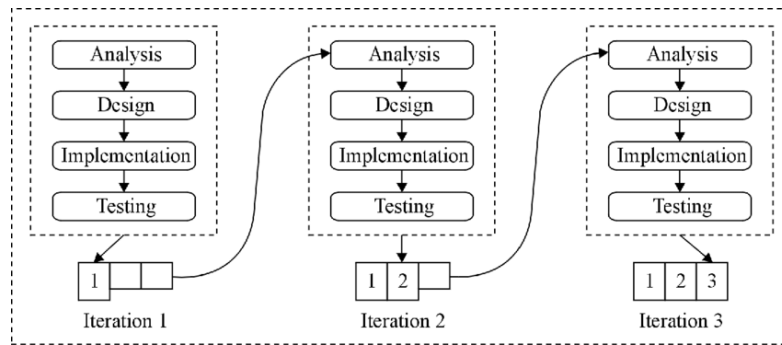 Analysis
Design
Implementation
Testing
1
Iteration 1
Analysis
Design
Implementation
Testing
1 2
Iteration 2
Analysis
Design
Implementation
Testing
1 2 3
Iteration 3